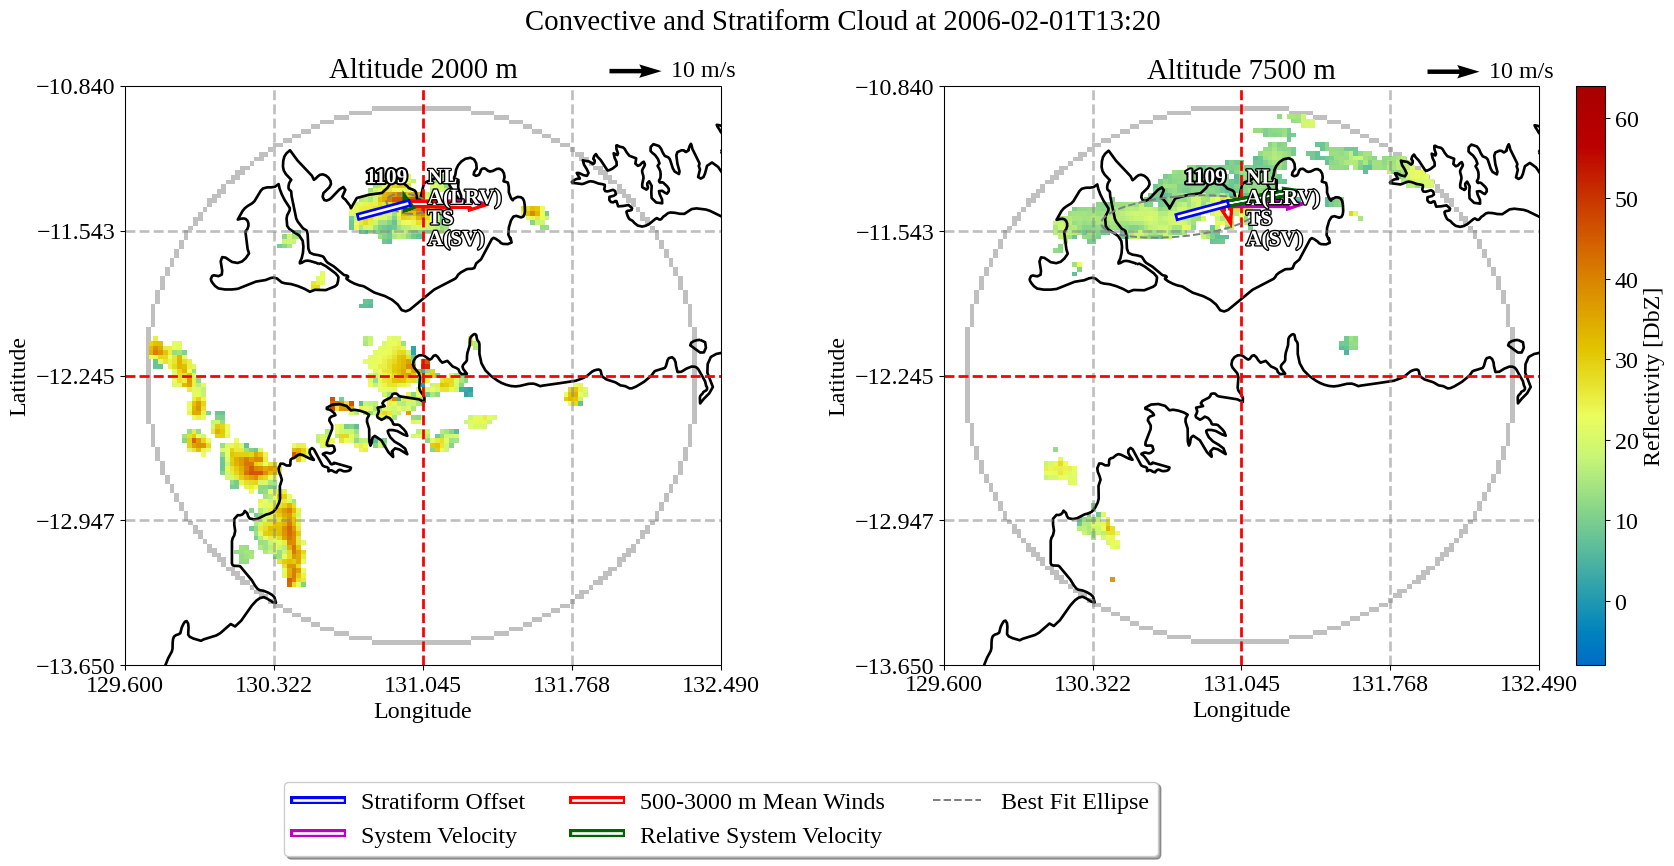 Convective and Stratiform Cloud at 2006-02-01T13:20
Altitude 2000 m
10 m/s
Altitude 7500 m
10 m/s
−10.840
−11.543
−12.245
−12.947
−13.650
Latitude
1109
NL
A(LRV)
TS
A(SV)
129.600
130.322
131.045
131.768
132.490
Longitude
−10.840
−11.543
−12.245
−12.947
−13.650
Latitude
1109
NL
A(LRV)
TS
A(SV)
129.600
130.322
131.045
131.768
132.490
Longitude
60
50
40
30
20
10
0
Reflectivity [DbZ]
Stratiform Offset
System Velocity
500-3000 m Mean Winds
Relative System Velocity
Best Fit Ellipse